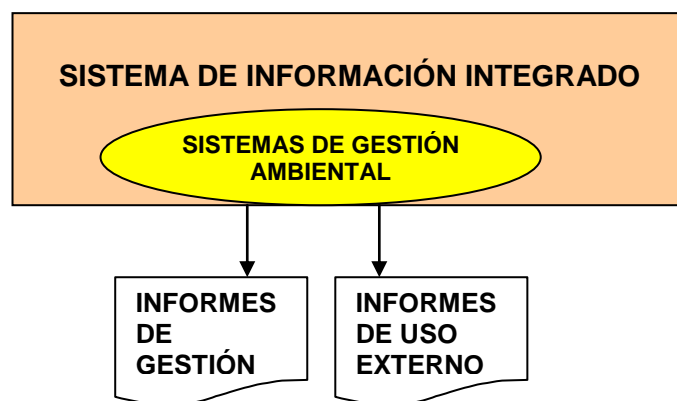 SISTEMA DE INFORMACIÓN INTEGRADO
SISTEMAS DE GESTIÓN
AMBIENTAL
INFORMES
DE
GESTIÓN
INFORMES
DE USO
EXTERNO